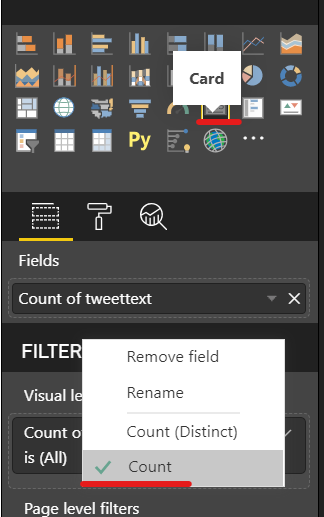 Card
Py
Fields
Count of tweettext
FILTER
Remove field
Visual le
Rename
Count of
Count (Distinct)
is (All)
Count
Page level filters